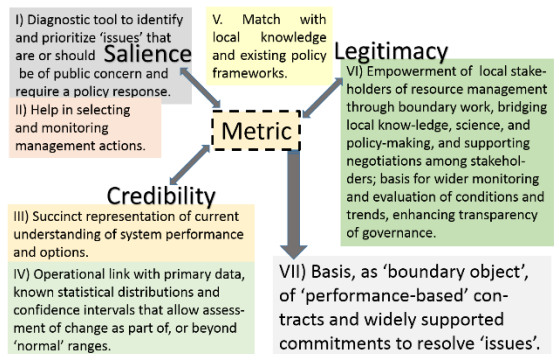 I) Diagnostic tool to identify
and prioritize ‘issues’ that
are or should
be of public concern and
require a policy response.
Salience
II) Help in selecting
and monitoring
management actions.
V. Match with
local knowledge
and existing policy
frameworks.
Legitimacy
VI) Empowerment of local stake-
holders of resource management
through boundary work, bridging
local know-ledge, science, and
policy-making, and supporting
negotiations among stakehol-
ders; basis for wider monitoring
and evaluation of conditions and
trends, enhancing transparency
of governance.
Metric
Credibility
III) Succinct representation of current
understanding of system performance
and options.
IV) Operational link with primary data,
known statistical distributions and
confidence intervals that allow assess-
ment of change as part of, or beyond
‘normal’ ranges.
VII) Basis, as ‘boundary object’,
of ‘performance-based’ con-
tracts and widely supported
commitments to resolve ‘issues’.